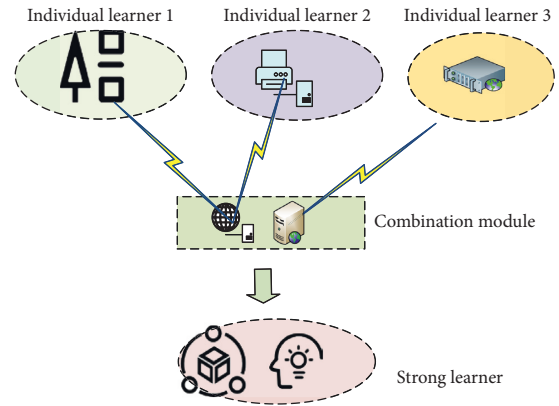 Individual learner 1
Individual learner 2
Individual learner 3
Combination module
Strong learner